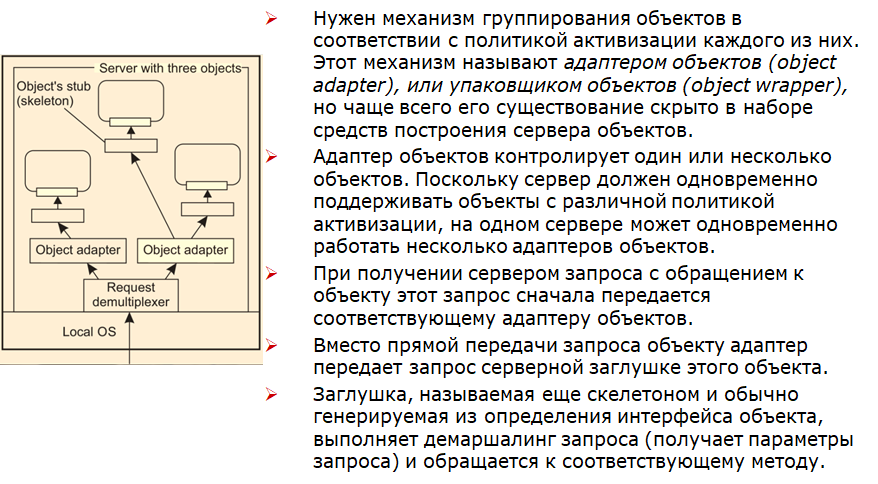 Server with three objects
Object's stub
(skeleton)
Object adapter
Object adapter
Request
demultiplexer
Local OS
Нужен механизм группирования объектов в
соответствии с политикой активизации каждого из них.
Этот механизм называют адаптером объектов (object
adapter), или упаковщиком объектов (object wrapper),
но чаще всего его существование скрыто в наборе
средств построения сервера объектов.
Адаптер объектов контролирует один или несколько
объектов. Поскольку сервер должен одновременно
поддерживать объекты с различной политикой
активизации, на одном сервере может одновременно
работать несколько адаптеров объектов.
При получении сервером запроса с обращением к
объекту этот запрос сначала передается
соответствующему адаптеру объектов.
Вместо прямой передачи запроса объекту адаптер
передает запрос серверной заглушке этого объекта.
Заглушка, называемая еще скелетоном и обычно
генерируемая из определения интерфейса объекта,
выполняет демаршалинг запроса (получает параметры
запроса) и обращается к соответствующему методу.